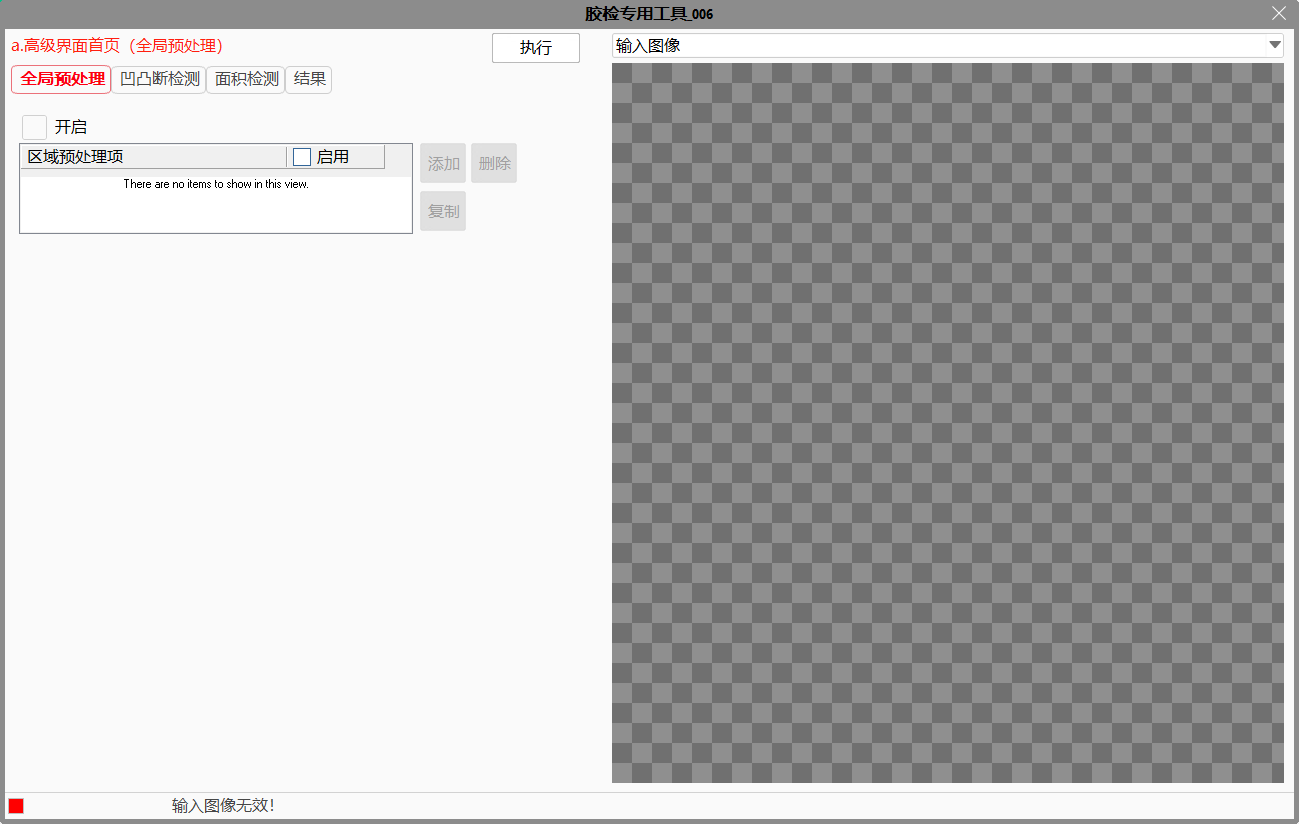 胶检专用工具_006
a.高级界面首页（全局预处理）
执行
输入图像
全局预处理 凹凸断检测 面积检测 结果
开启
区域预处理项 启用
添加 删除
There are no items to show in this view.
复制
输入图像无效！